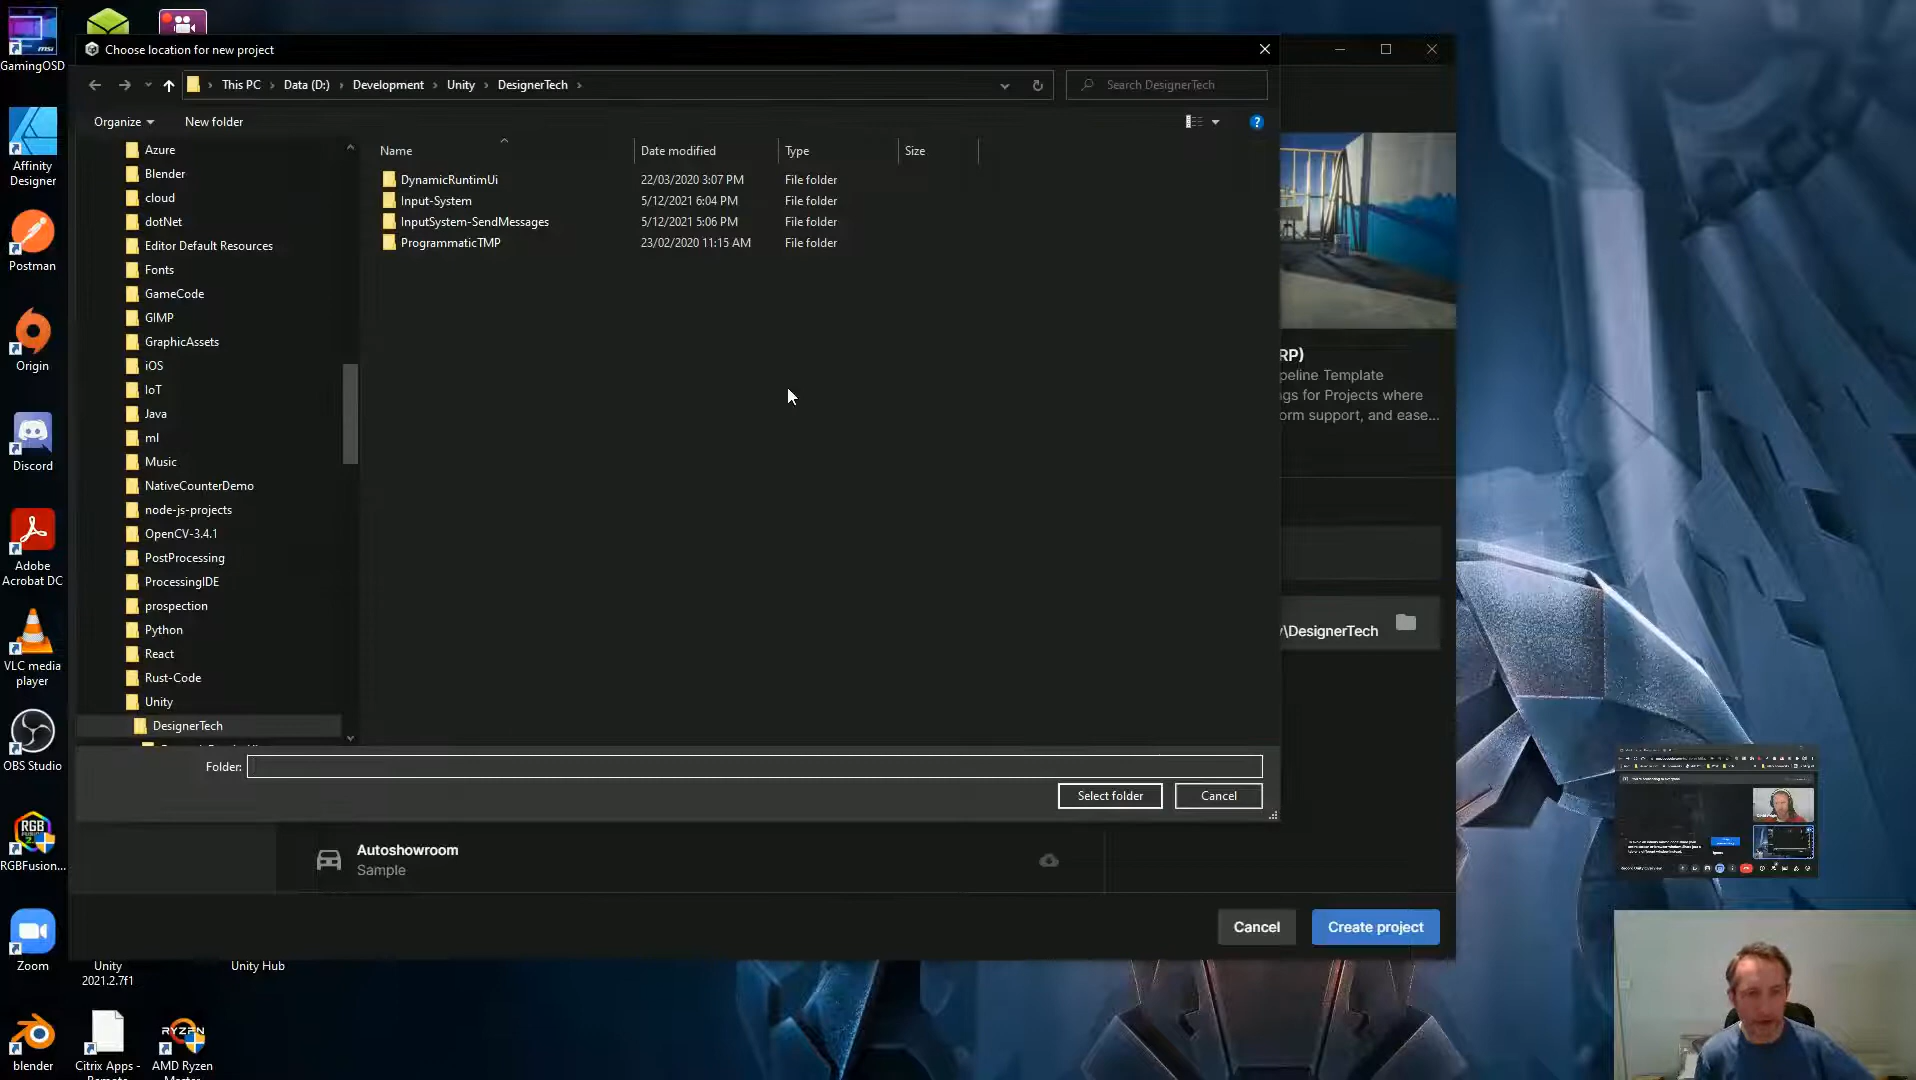 GamingOSD
Affinity
Designer
Postman
Origin
Discord
Adobe
Acrobat DC
VLC media
player
OBS Studio
RGB
RGBFusion...
Zoom
blender
Choose location for new project
This PC
Data (D:)
Development
Unity
DesignerTech
Search DesignerTech
Organize
New folder
Name
Date modified
Type
Size
DynamicRuntimUi
22/03/2020 3:07 PM
File folder
Input-System
5/12/2021 6:04 PM
File folder
InputSystem-SendMessages
5/12/2021 5:06 PM
File folder
ProgrammaticTMP
23/02/2020 11:15 AM
File folder
Azure
Blender
cloud
dotNet
Editor Default Resources
Fonts
GameCode
GIMP
GraphicAssets
iOS
IoT
Java
ml
Music
NativeCounterDemo
node-js-projects
OpenCV-3.4.1
PostProcessing
ProcessingIDE
prospection
Python
React
Rust-Code
Unity
DesignerTech
Folder:
Select folder
Cancel
RP)
peline Template
gs for Projects where
orm support, and ease...
y\DesignerTech
Autoshowroom
Sample
Cancel
Create project
Unity
2021.2.7f1
Unity Hub
Citrix Apps -
RYZEN
AMD Ryzen